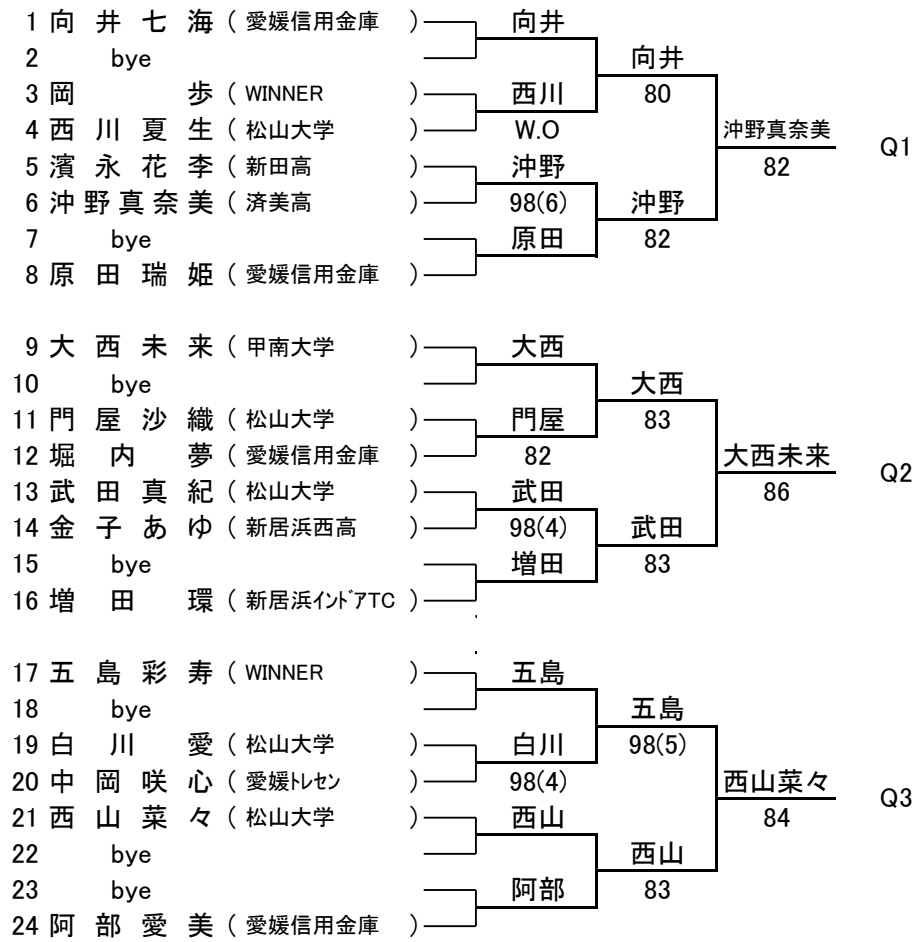 1 向井七海 ( 愛媛信用金庫 ) 向井
2 bye 向井
3 岡 歩 ( WINNER ) 西川 80
4 西川夏生 ( 松山大学 ) W.O 沖野真奈美 Q1
5 濱永花李 ( 新田高 ) 沖野 82
6 沖野真奈美 ( 済美高 ) 98(6) 沖野
7 bye 原田 82
8 原田瑞姫 ( 愛媛信用金庫 )
9 大西未来 ( 甲南大学 ) 大西
10 bye 大西
11 門屋沙織 ( 松山大学 ) 門屋 83
12 堀内夢 ( 愛媛信用金庫 ) 82 大西未来 Q2
13 武田真紀 ( 松山大学 ) 武田 86
14 金子あゆ ( 新居浜西高 ) 98(4) 武田
15 bye 増田 83
16 増田環 ( 新居浜インドアTC )
17 五島彩寿 ( WINNER ) 五島
18 bye 五島
19 白川愛 ( 松山大学 ) 白川 98(5)
20 中岡咲心 ( 愛媛トレセン ) 98(4) 西山菜々 Q3
21 西山菜々 ( 松山大学 ) 西山 84
22 bye 西山
23 bye 阿部 83
24 阿部愛美 ( 愛媛信用金庫 )